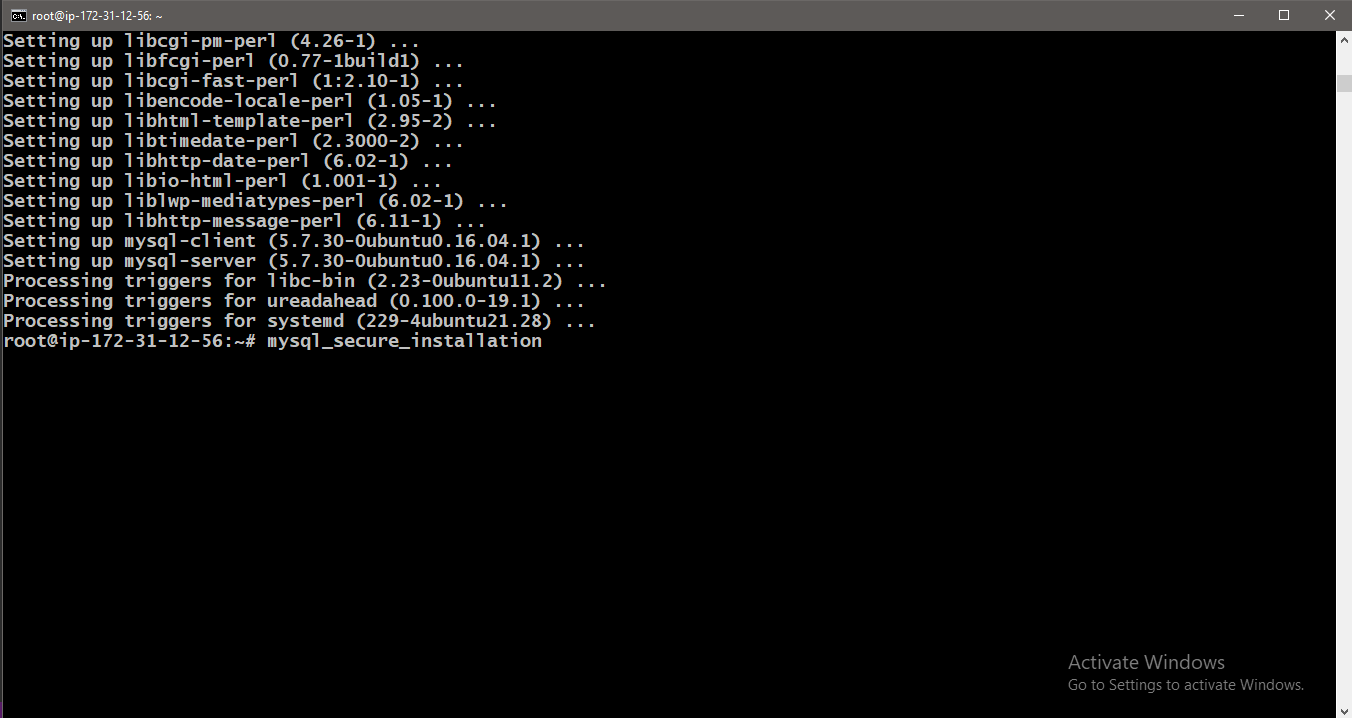 root@ip-172-31-12-56: ~
Setting up libcgi-pm-perl (4.26-1) ...
Setting up libfcgi-perl (0.77-1build1) ...
Setting up libcgi-fast-perl (1:2.10-1) ...
Setting up libencode-locale-perl (1.05-1) ...
Setting up libhtml-template-perl (2.95-2) ...
Setting up libtimedate-perl (2.3000-2) ...
Setting up libhttp-date-perl (6.02-1) ...
Setting up libio-html-perl (1.001-1) ...
Setting up liblwp-mediatypes-perl (6.02-1) ...
Setting up libhttp-message-perl (6.11-1) ...
Setting up mysql-client (5.7.30-0ubuntu0.16.04.1) ...
Setting up mysql-server (5.7.30-0ubuntu0.16.04.1) ...
Processing triggers for libc-bin (2.23-0ubuntu11.2) ...
Processing triggers for ureadahead (0.100.0-19.1) ...
Processing triggers for systemd (229-4ubuntu21.28) ...
root@ip-172-31-12-56:~# mysql_secure_installation
Activate Windows
Go to Settings to activate Windows.